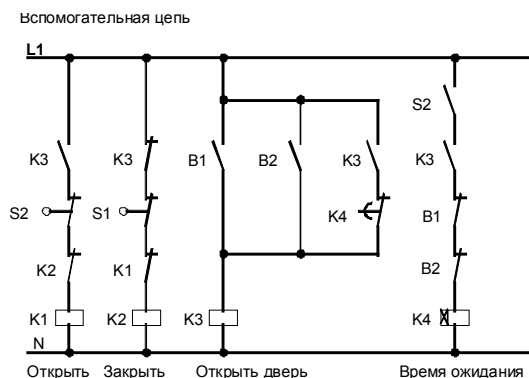 Вспомогательная цепь
L1
S2
K3 K3 B1 B2 K3 K3
S2 S1 K4 B1
K2 K1 B2
K1 K2 K3 K4
N
Открыть Закрыть Открыть дверь Время ожидания